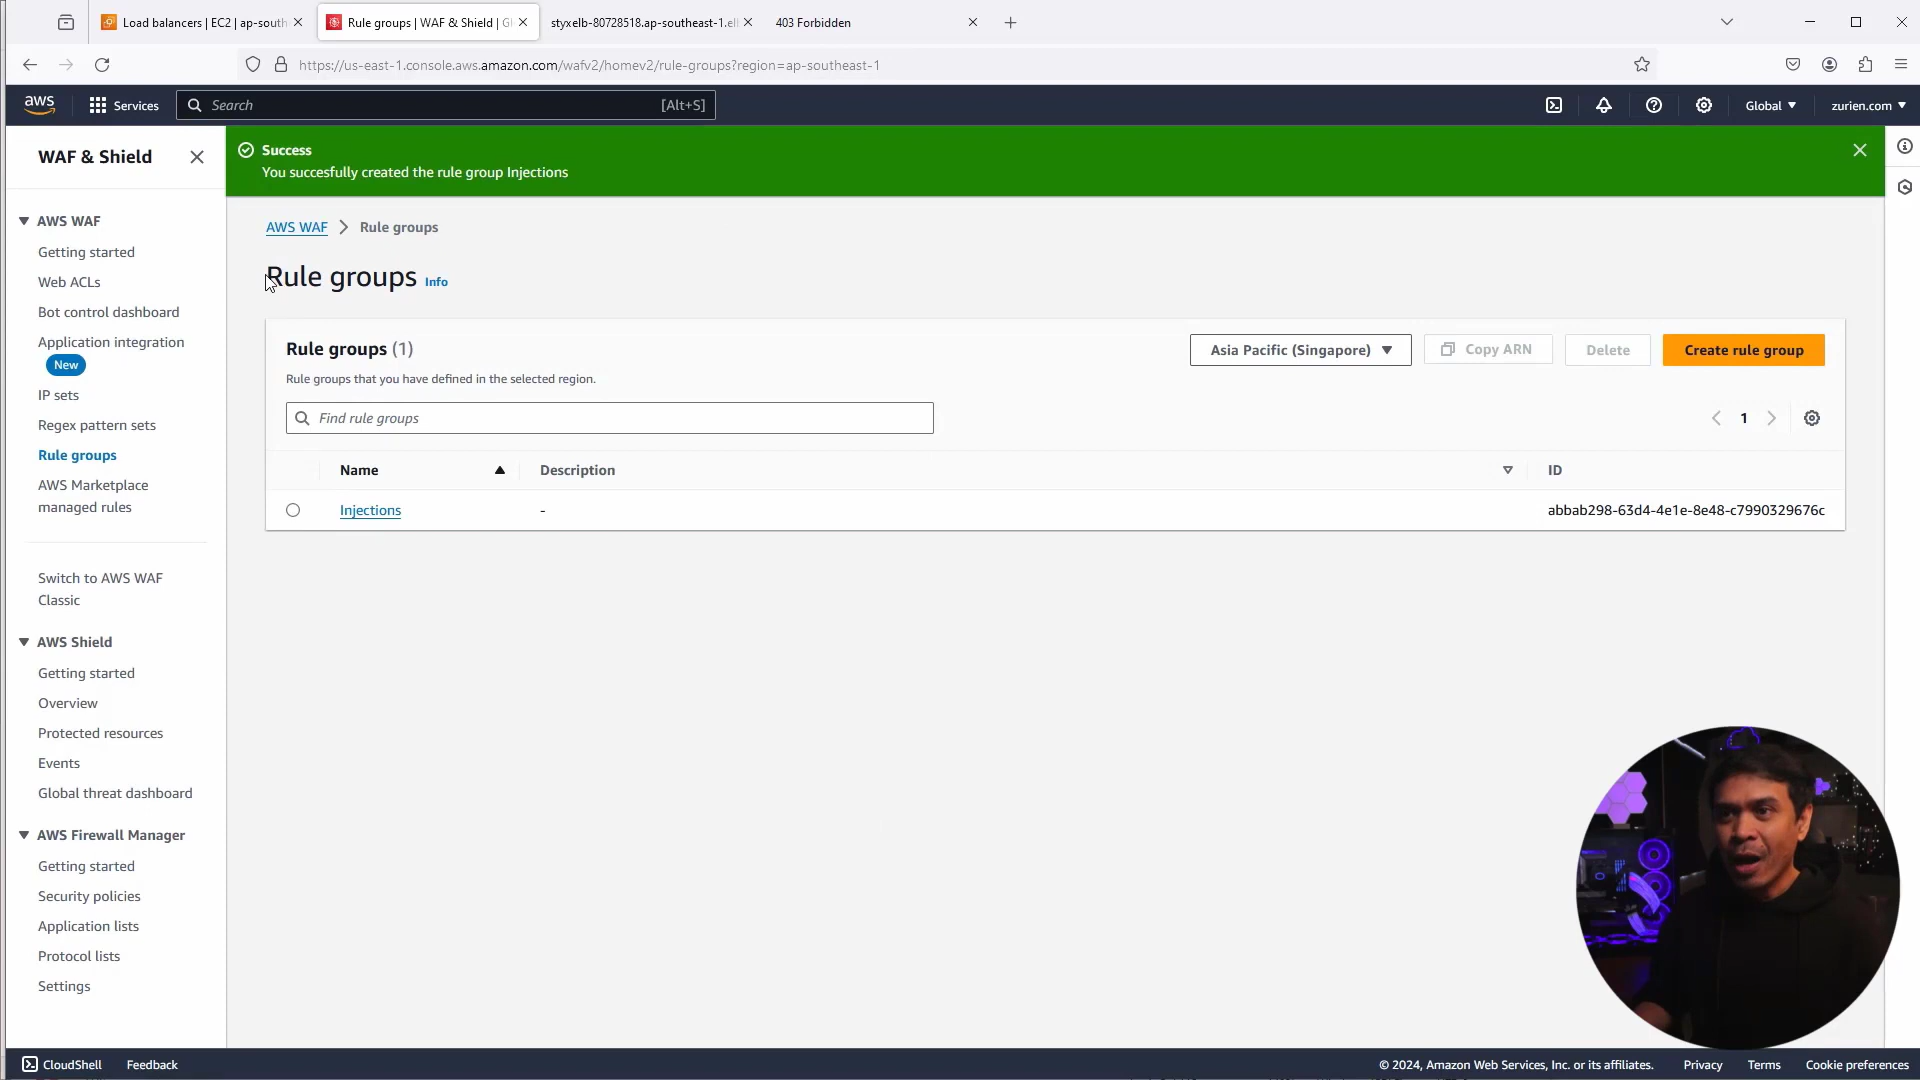 Load balancers | EC2 | ap-south
Rule groups | WAF & Shield | Gl
styxelb-80728518.ap-southeast-1.el
403 Forbidden
https://us-east-1.console.aws.amazon.com/wafv2/homev2/rule-groups?region=ap-southeast-1
aws
Services
Search
[Alt+S]
Global
zurien.com
WAF & Shield
AWS WAF
Getting started
Web ACLs
Bot control dashboard
Application integration
New
IP sets
Regex pattern sets
Rule groups
AWS Marketplace
managed rules
Switch to AWS WAF
Classic
AWS Shield
Getting started
Overview
Protected resources
Events
Global threat dashboard
AWS Firewall Manager
Getting started
Security policies
Application lists
Protocol lists
Settings
Success
You succesfully created the rule group Injections
AWS WAF
Rule groups
Rule groups Info
Rule groups (1)
Rule groups that you have defined in the selected region.
Asia Pacific (Singapore)
Copy ARN
Delete
Create rule group
Find rule groups
1
Name
Description
ID
Injections
-
abbab298-63d4-4e1e-8e48-c7990329676c
CloudShell
Feedback
© 2024, Amazon Web Services, Inc. or its affiliates.
Privacy
Terms
Cookie preferences